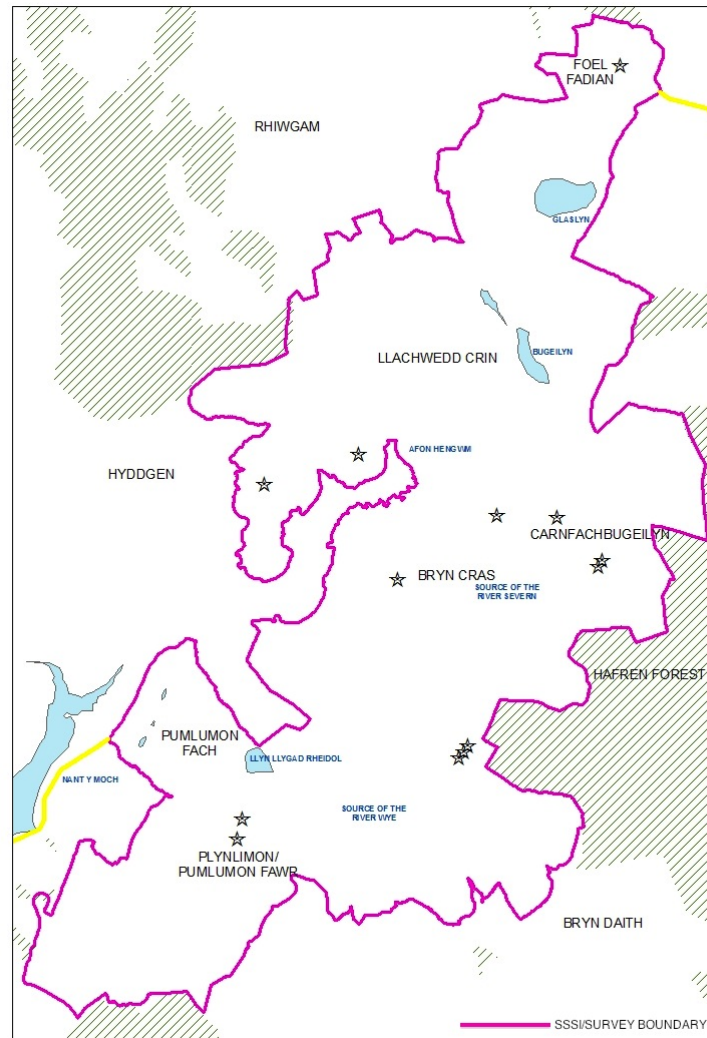 FOEL
FADIAN
RHIWGAM
GLASLYN
LLACHWEDD CRIN
BUGEILYN
AFON HENGWM
HYDDGEN
CARNFACHBUGEILYN
BRYN CRAS
SOURCE OF THE
RIVER SEVERN
HAFREN FOREST
PUMLUMON
FACH
LLYN LLYGAD RHEIDOL
NANT Y MOCH
SOURCE OF THE
RIVER WYE
PLYNLIMON/
PUMLUMON FAWR
BRYN DAITH
SSSI/SURVEY BOUNDARY